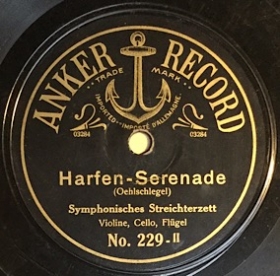 ANKER RECORD
TRADE MARK
IMPORTED-IMPORTÉ D'ALLEMAGNE
03284 03284
Harfen-Serenade
(Oehlschlegel)
Symphonisches Streichterzett
Violine, Cello, Flügel
No. 229-II